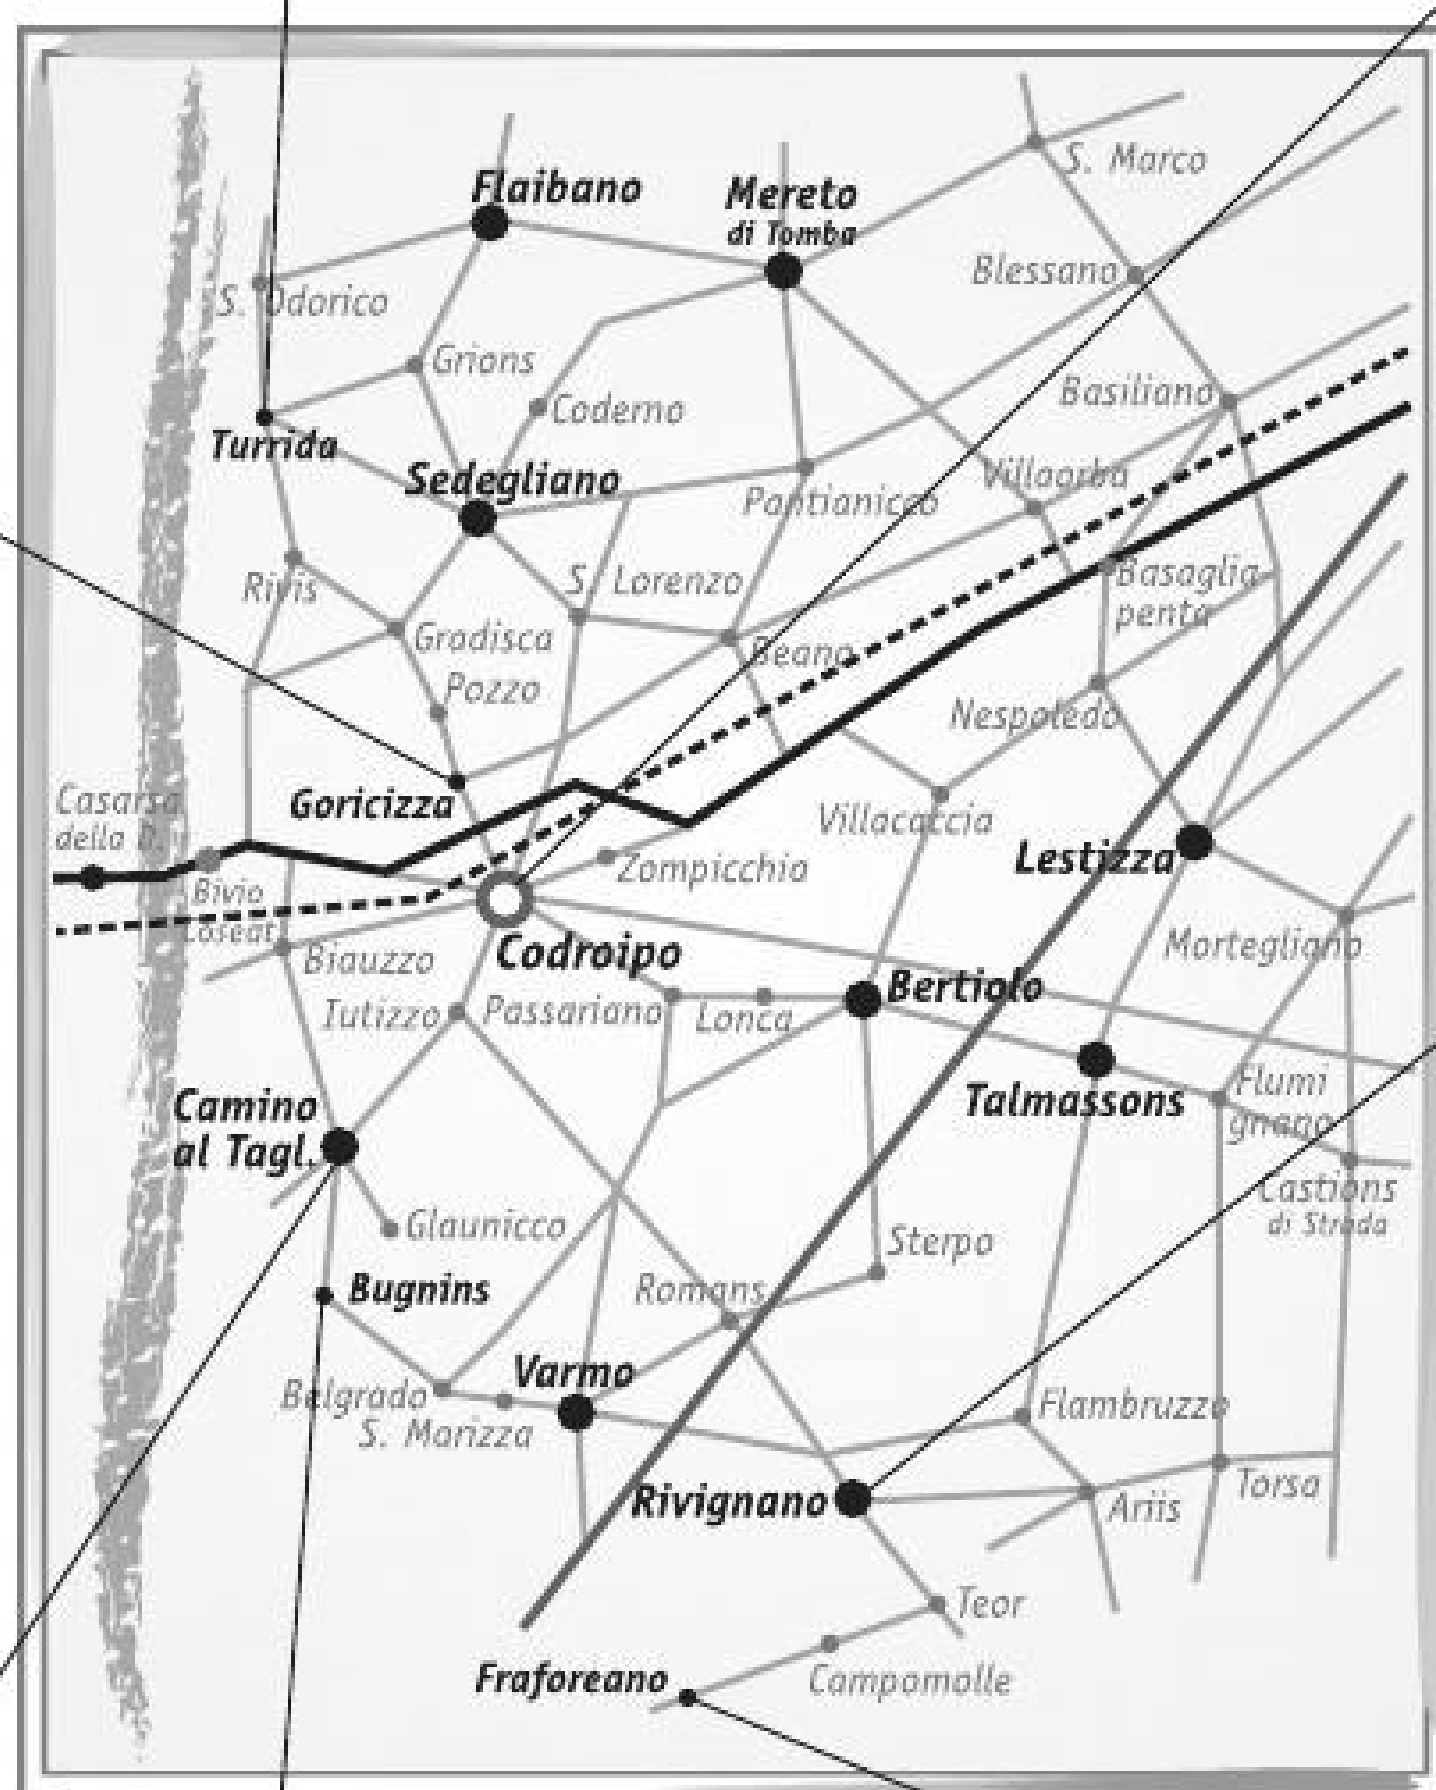 S. Marco
Flaibano
Mereto
di Tomba
Blessano
S. Odorico
Grions
Coderno
Basiliano
Turrida
Sedegliano
Villaorba
Pantianicco
S. Lorenzo
Rivis
Basaglia
penta
Gradisca
Beano
Pozzo
Nespoledo
Casarsa
della D.
Goricizza
Villacaccia
Lestizza
Zompicchia
Bivio
Coseat
Biauzzo
Codroipo
Mortegliano
Bertiolo
Iutizzo
Passariano
Lonca
Camino
al Tagl.
Talmassons
Flumi
gnano
Castions
di Strada
Glaunicco
Sterpo
Bugnins
Romans
Varmo
Belgrado
S. Marizza
Flambruzzo
Rivignano
Torsa
Ariis
Teor
Fraforeano
Campomolle